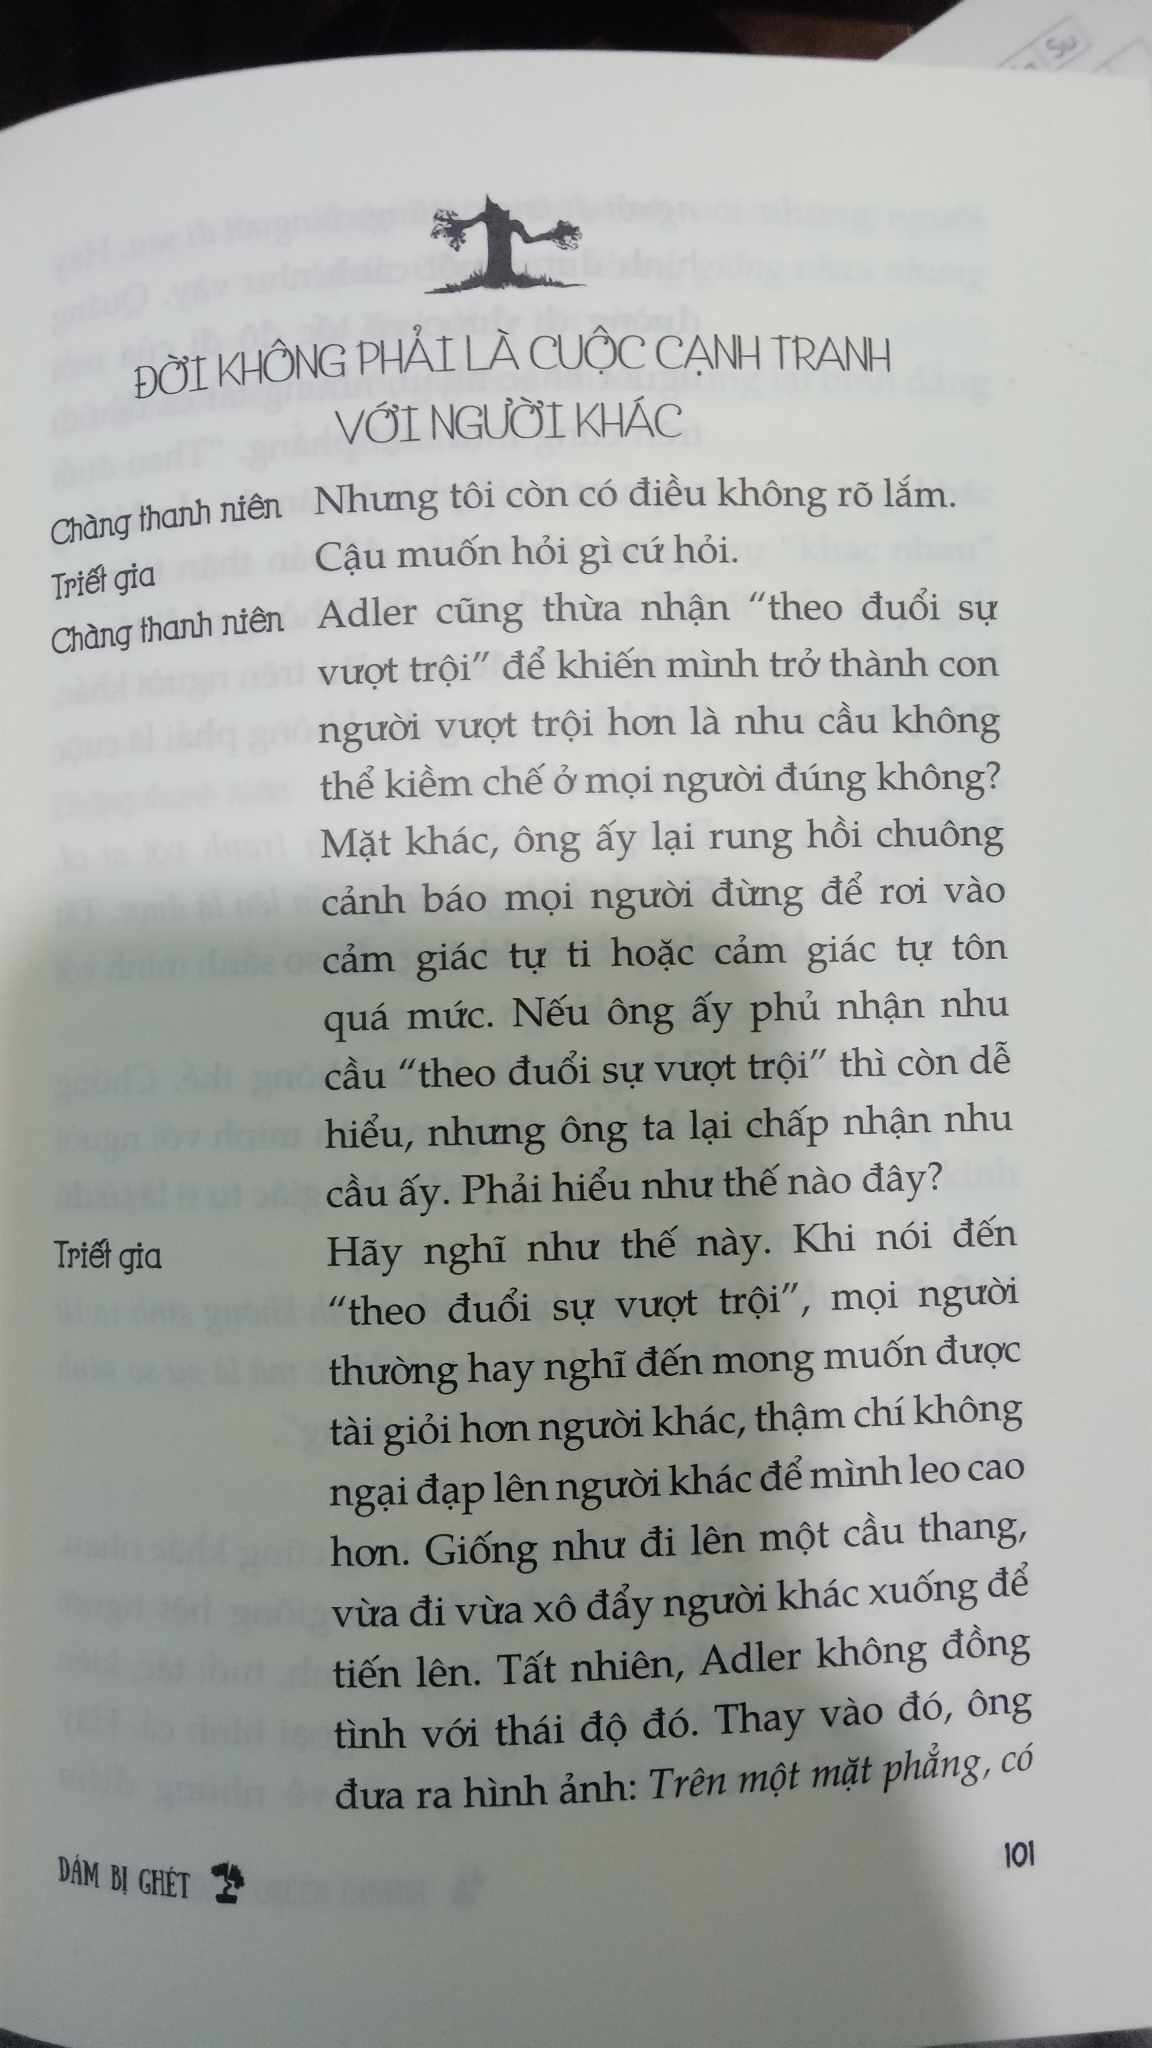 ĐỜI KHÔNG PHẢI LÀ CUỘC CẠNH TRANH
VỚI NGƯỜI KHÁC
Chàng thanh niên Nhưng tôi còn có điều không rõ lắm.
Triết gia Cậu muốn hỏi gì cứ hỏi.
Chàng thanh niên Adler cũng thừa nhận “theo đuổi sự
vượt trội” để khiến mình trở thành con
người vượt trội hơn là nhu cầu không
thể kiềm chế ở mọi người đúng không?
Mặt khác, ông ấy lại rung hồi chuông
cảnh báo mọi người đừng để rơi vào
cảm giác tự ti hoặc cảm giác tự tôn
quá mức. Nếu ông ấy phủ nhận nhu
cầu “theo đuổi sự vượt trội” thì còn dễ
hiểu, nhưng ông ta lại chấp nhận nhu
cầu ấy. Phải hiểu như thế nào đây?
Triết gia Hãy nghĩ như thế này. Khi nói đến
“theo đuổi sự vượt trội”, mọi người
thường hay nghĩ đến mong muốn được
tài giỏi hơn người khác, thậm chí không
ngại đạp lên người khác để mình leo cao
hơn. Giống như đi lên một cầu thang,
vừa đi vừa xô đẩy người khác xuống để
tiến lên. Tất nhiên, Adler không đồng
tình với thái độ đó. Thay vào đó, ông
đưa ra hình ảnh: Trên một mặt phẳng, có
DÁM BỊ GHÉT 101